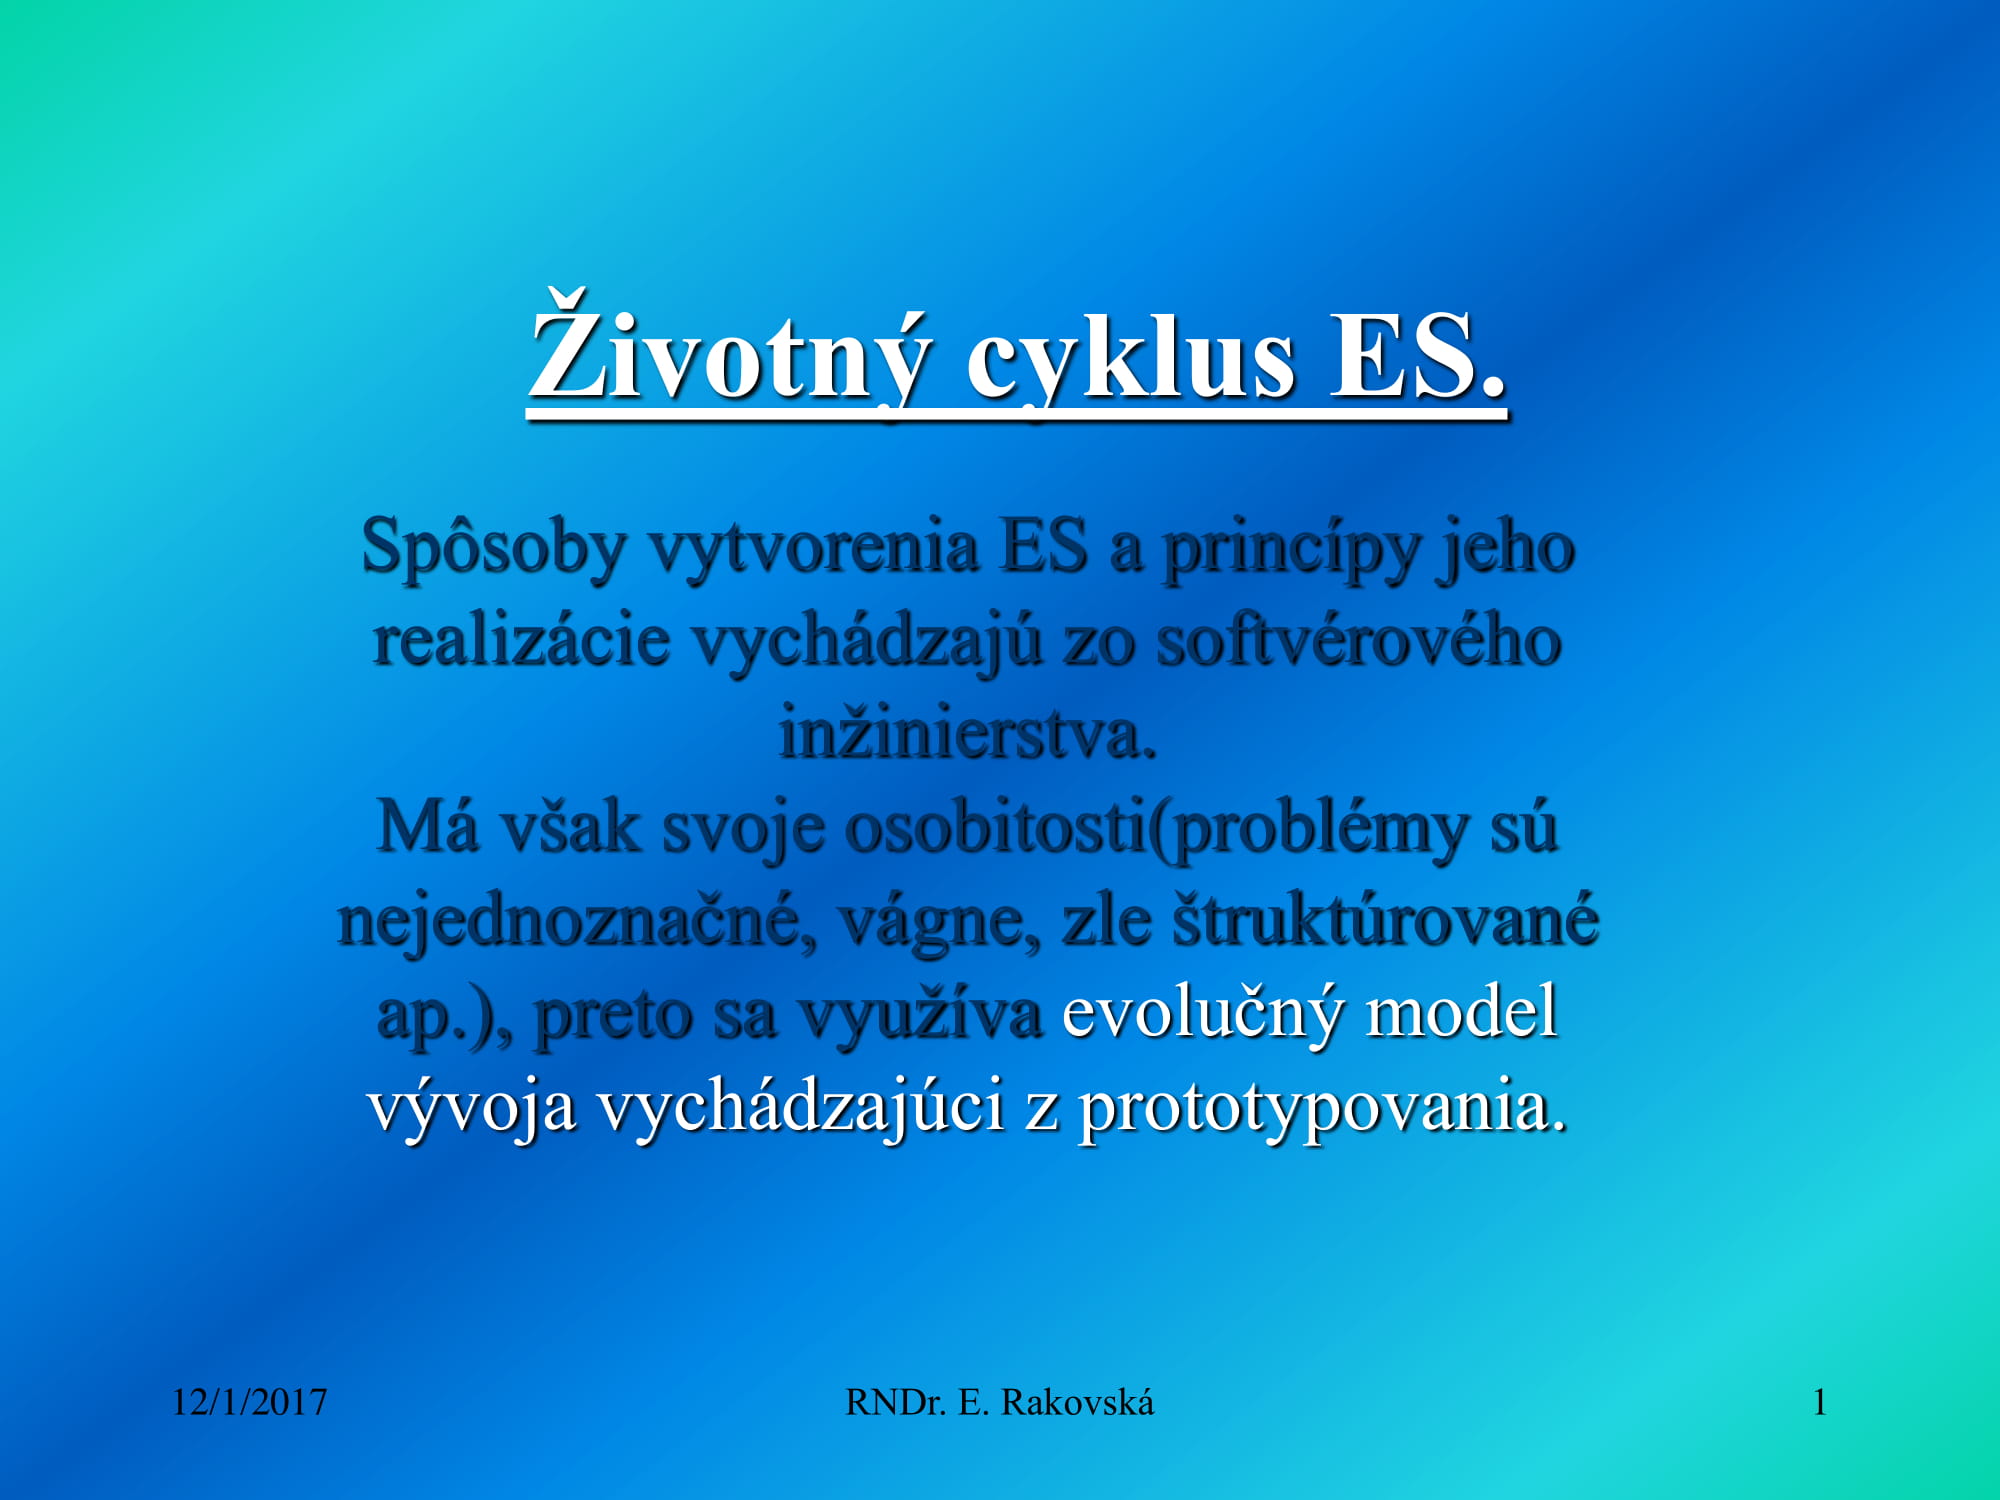 Životný cyklus ES.
Spôsoby vytvorenia ES a princípy jeho
realizácie vychádzajú zo softvérového
inžinierstva.
Má však svoje osobitosti(problémy sú
nejednoznačné, vágne, zle štruktúrované
ap.), preto sa využíva evolučný model
vývoja vychádzajúci z prototypovania.
12/1/2017 RNDr. E. Rakovská 1